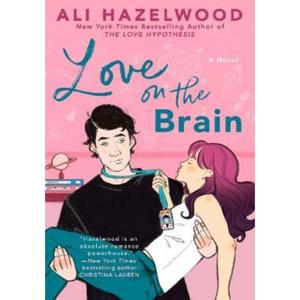 ALI HAZELWOOD
New York Times Bestselling Author of
THE LOVE HYPOTHESIS
A Novel
Love
on the
Brain
"Hazelwood is an
absolute romance
powerhouse."
—New York Times
bestselling author
CHRISTINA LAUREN